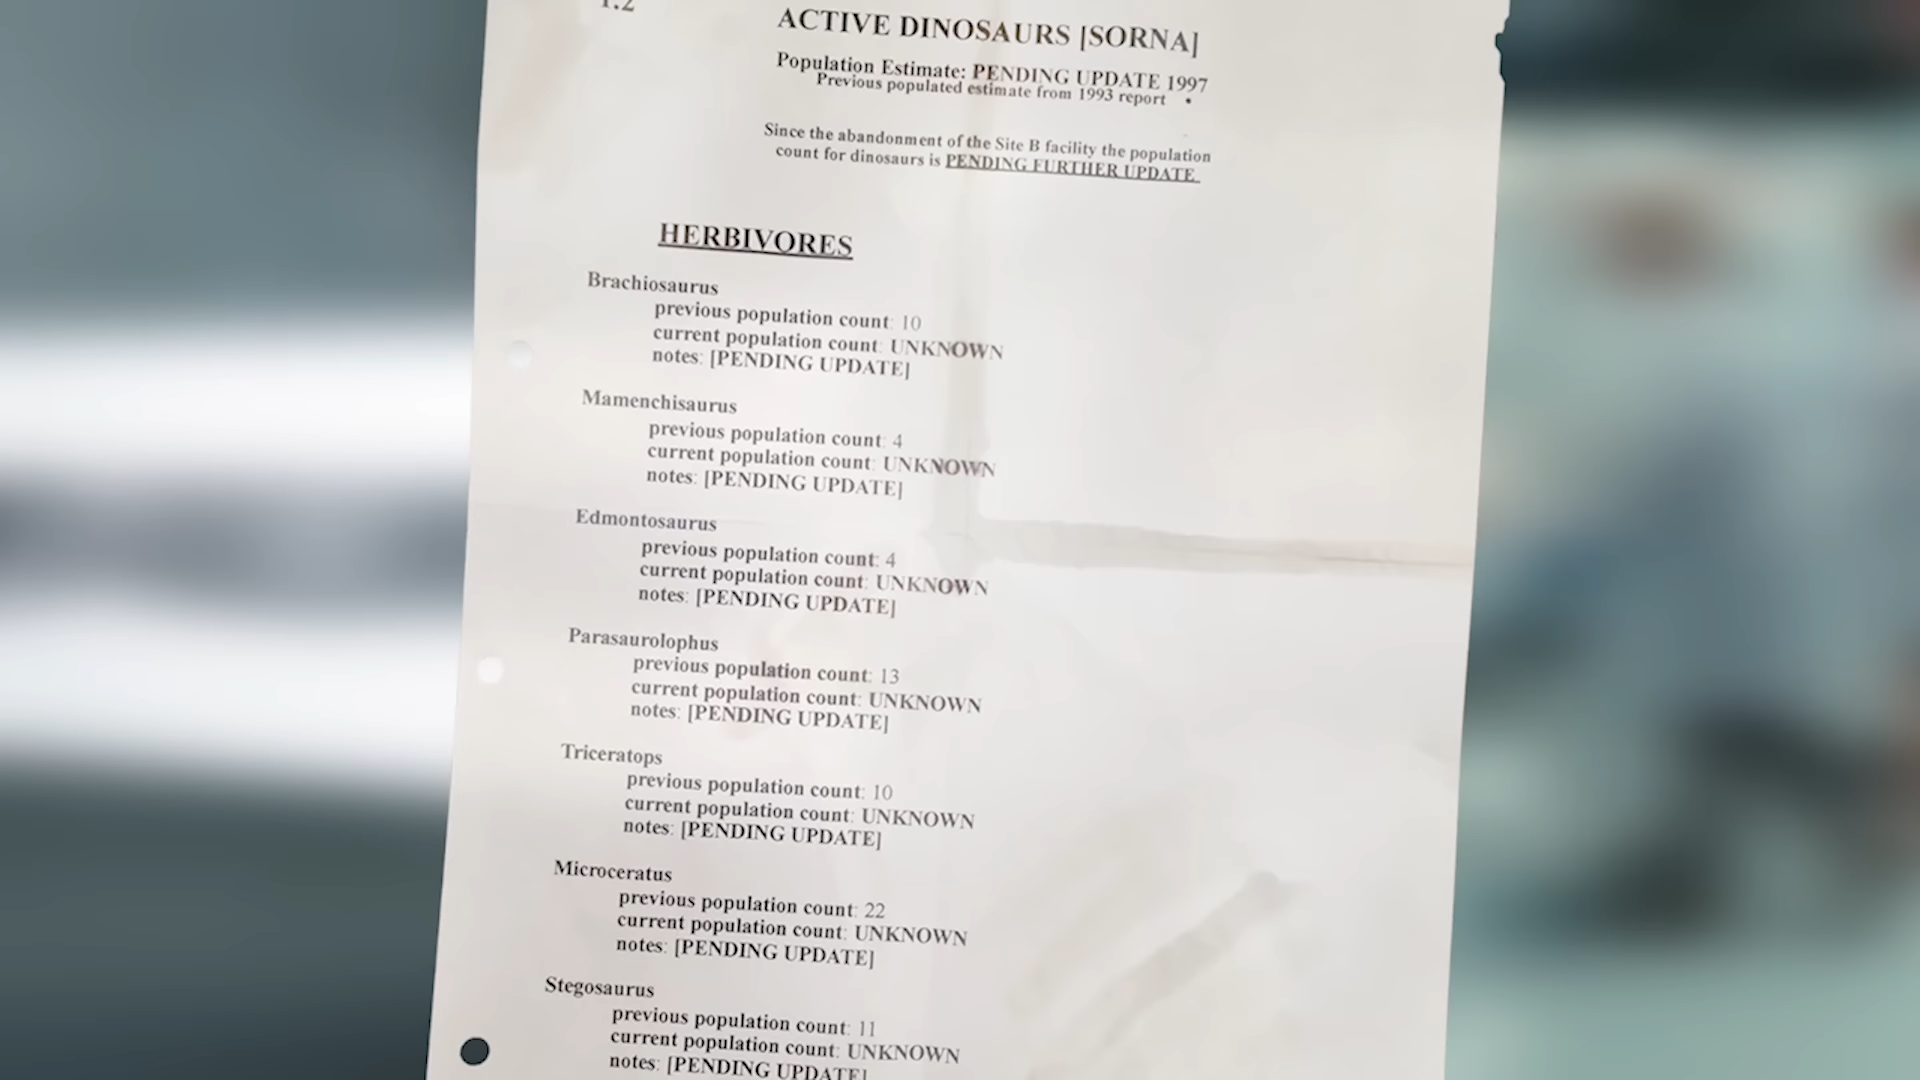 1.2
ACTIVE DINOSAURS [SORNA]
Population Estimate: PENDING UPDATE 1997
Previous populated estimate from 1993 report
Since the abandonment of the Site B facility the population
count for dinosaurs is PENDING FURTHER UPDATE
HERBIVORES
Brachiosaurus
previous population count: 10
current population count: UNKNOWN
notes: [PENDING UPDATE]
Mamenchisaurus
previous population count: 4
current population count: UNKNOWN
notes: [PENDING UPDATE]
Edmontosaurus
previous population count: 4
current population count: UNKNOWN
notes: [PENDING UPDATE]
Parasaurolophus
previous population count: 13
current population count: UNKNOWN
notes: [PENDING UPDATE]
Triceratops
previous population count: 10
current population count: UNKNOWN
notes: [PENDING UPDATE]
Microceratus
previous population count: 22
current population count: UNKNOWN
notes: [PENDING UPDATE]
Stegosaurus
previous population count: 11
current population count: UNKNOWN
notes: [PENDING UPDATE]